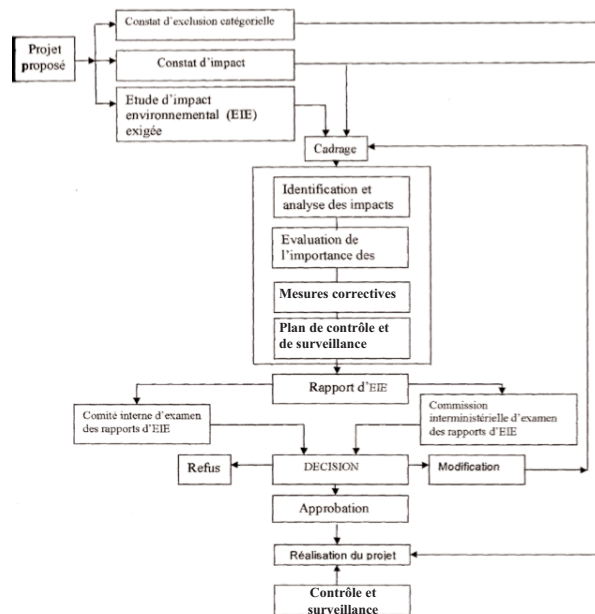 Constat d'exclusion catégorielle
Projet
proposé
Constat d'impact
Etude d'impact
environnemental (EIE)
exigée
Cadrage
Identification et
analyse des impacts
Evaluation de
l'importance des
Mesures correctives
Plan de contrôle et
de surveillance
Rapport d'EIE
Comité interne d'examen
des rapports d'EIE
Commission
interministérielle d'examen
des rapports d'EIE
Refus
DECISION
Modification
Approbation
Réalisation du projet
Contrôle et
surveillance